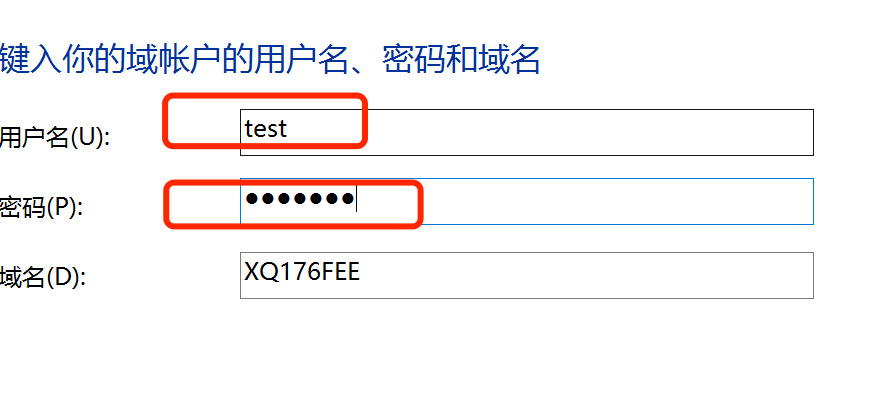 键入你的域帐户的用户名、密码和域名
用户名(U): test
密码(P): ●●●●●●●
域名(D): XQ176FEE